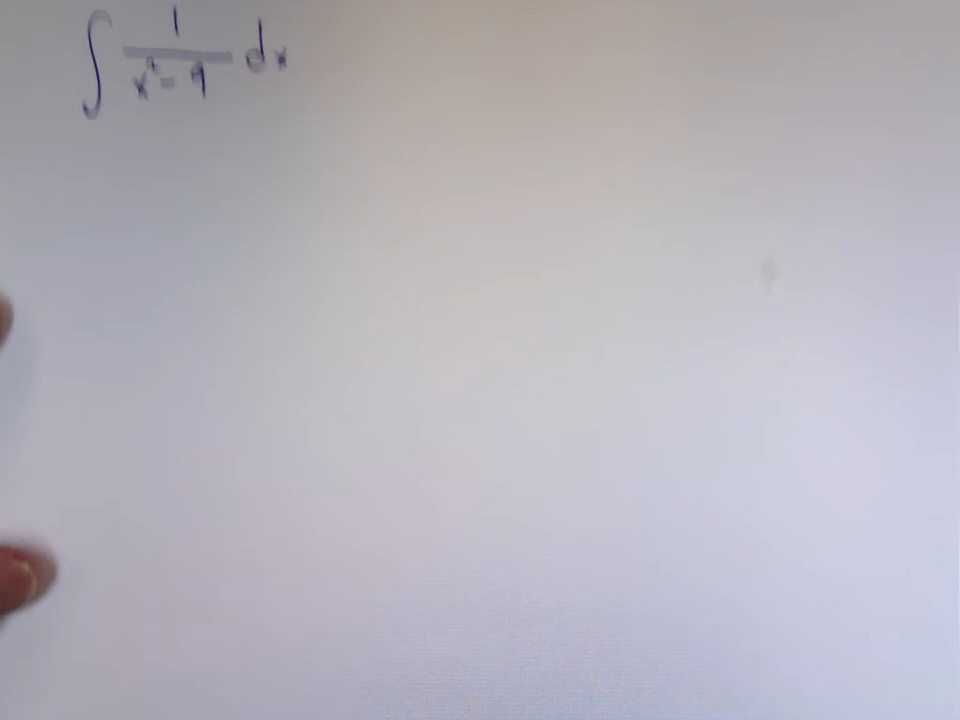 ∫ 1/(x² - 9) dx